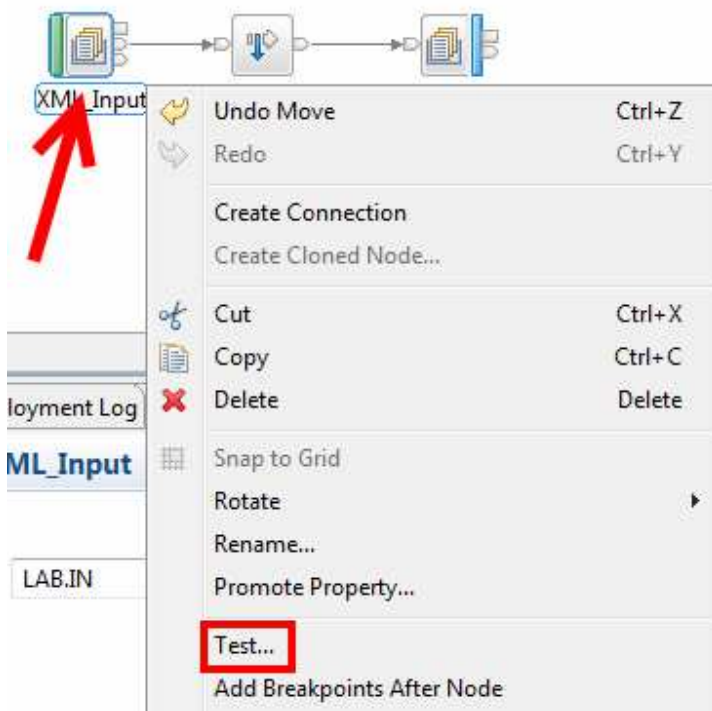 XML_Input
Undo Move Ctrl+Z
Redo Ctrl+Y
Create Connection
Create Cloned Node...
Cut Ctrl+X
Copy Ctrl+C
Delete Delete
loyment Log
ML_Input
Snap to Grid
Rotate
Rename...
LAB.IN
Promote Property...
Test...
Add Breakpoints After Node